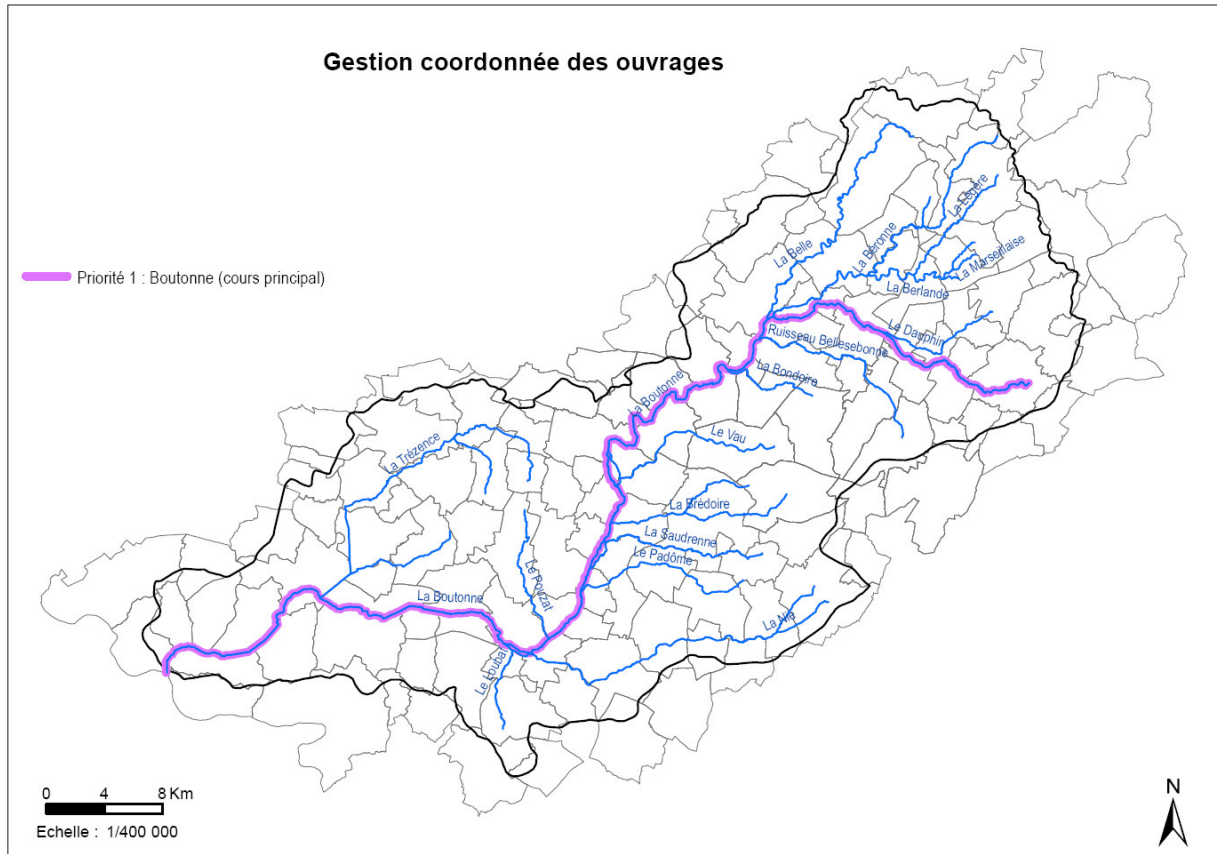 Gestion coordonnée des ouvrages
Priorité 1 : Boutonne (cours principal)
La Légère
La Belle
La Béronne
La Marseillaise
La Berlande
Le Dauphin
Ruisseau Bellesebonne
La Bondoire
La Boutonne
Le Vau
La Trézence
La Brédoire
La Saudrenne
Le Padôme
Le Pouzat
La Boutonne
La Nie
Le Loubat
0 4 8 Km
Echelle : 1/400 000
N